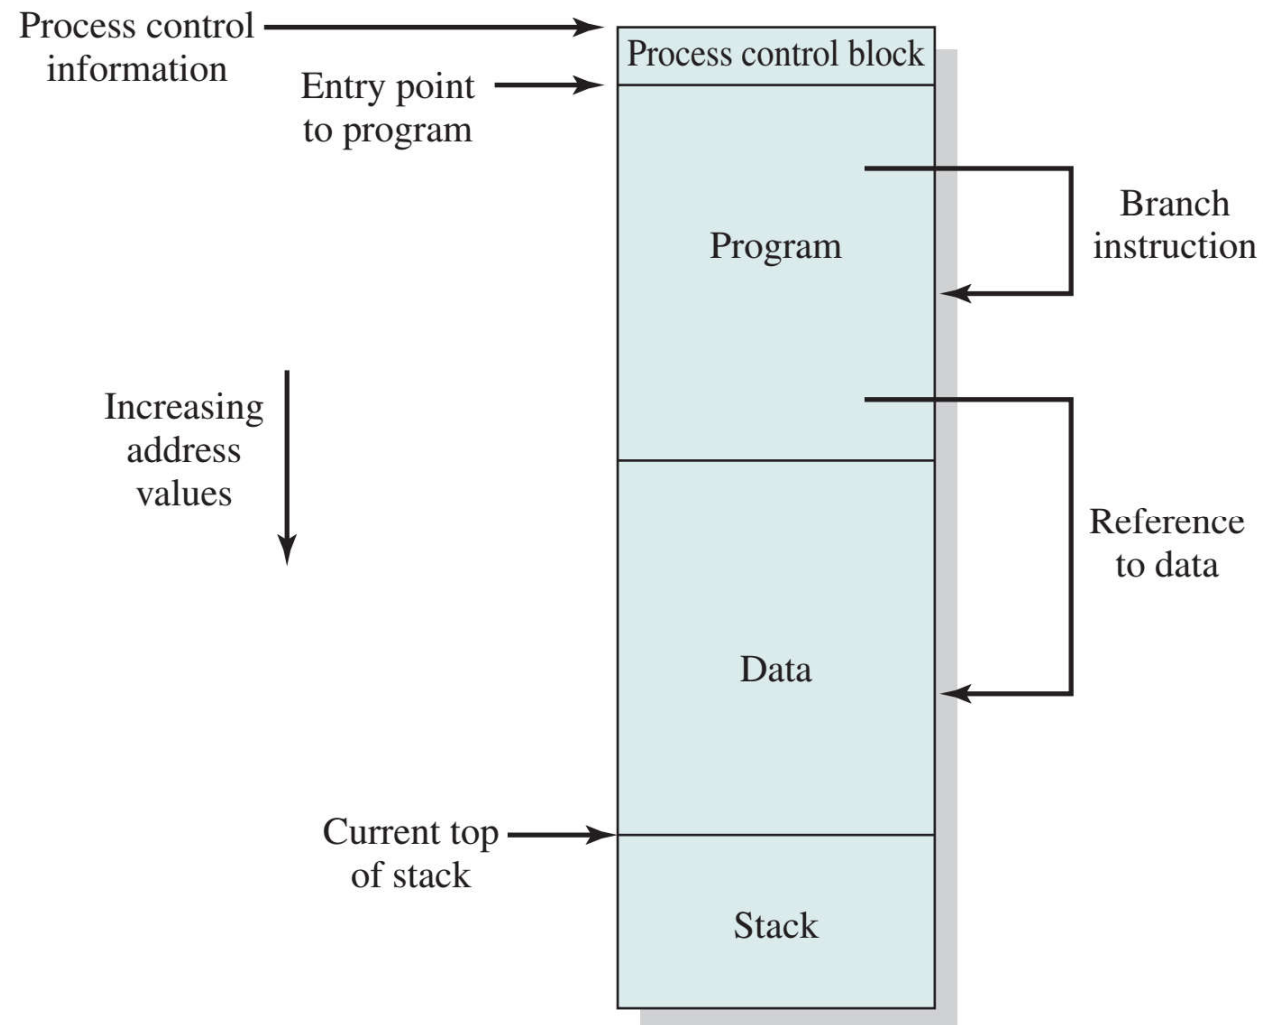 Process control
information
Process control block
Entry point
to program
Branch
instruction
Program
Increasing
address
values
Reference
to data
Data
Current top
of stack
Stack